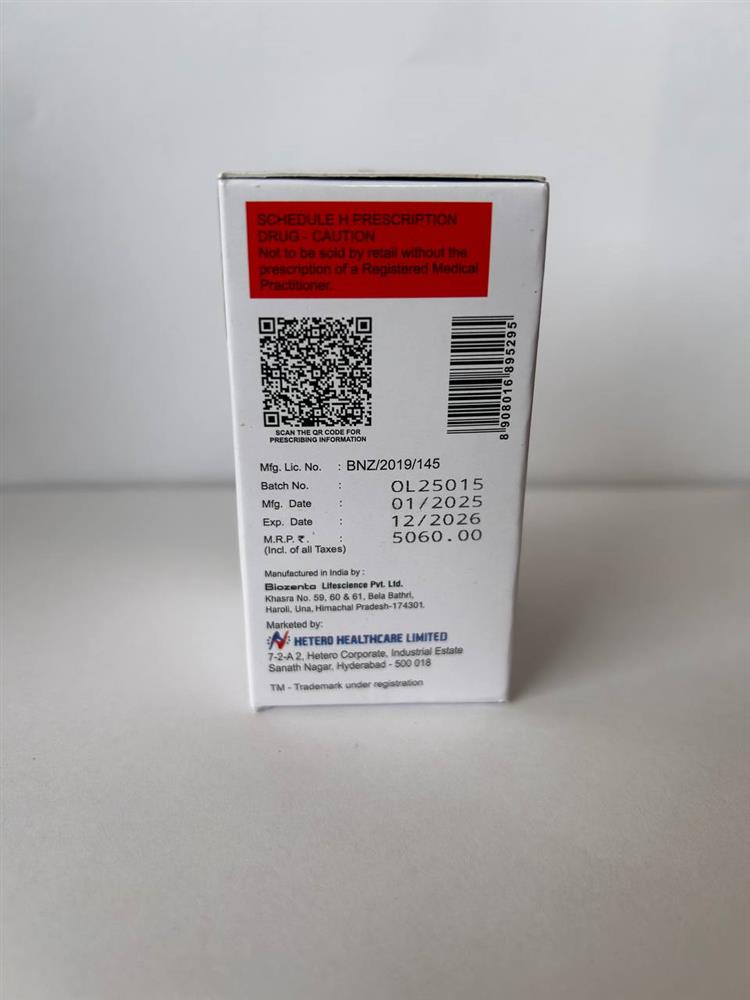 SCHEDULE H PRESCRIPTION
DRUG - CAUTION
Not to be sold by retail without the
prescription of a Registered Medical
Practitioner.
SCAN THE QR CODE FOR
PRESCRIBING INFORMATION
8 908016 895295
Mfg. Lic. No. : BNZ/2019/145
Batch No. : OL25015
Mfg. Date : 01/2025
Exp. Date : 12/2026
M.R.P. ₹. : 5060.00
(Incl. of all Taxes)
Manufactured in India by :
Biozenta Lifescience Pvt. Ltd.
Khasra No. 59, 60 & 61, Bela Bathri,
Haroli, Una, Himachal Pradesh-174301.
Marketed by:
HETERO HEALTHCARE LIMITED
7-2-A 2, Hetero Corporate, Industrial Estate
Sanath Nagar, Hyderabad - 500 018
TM - Trademark under registration